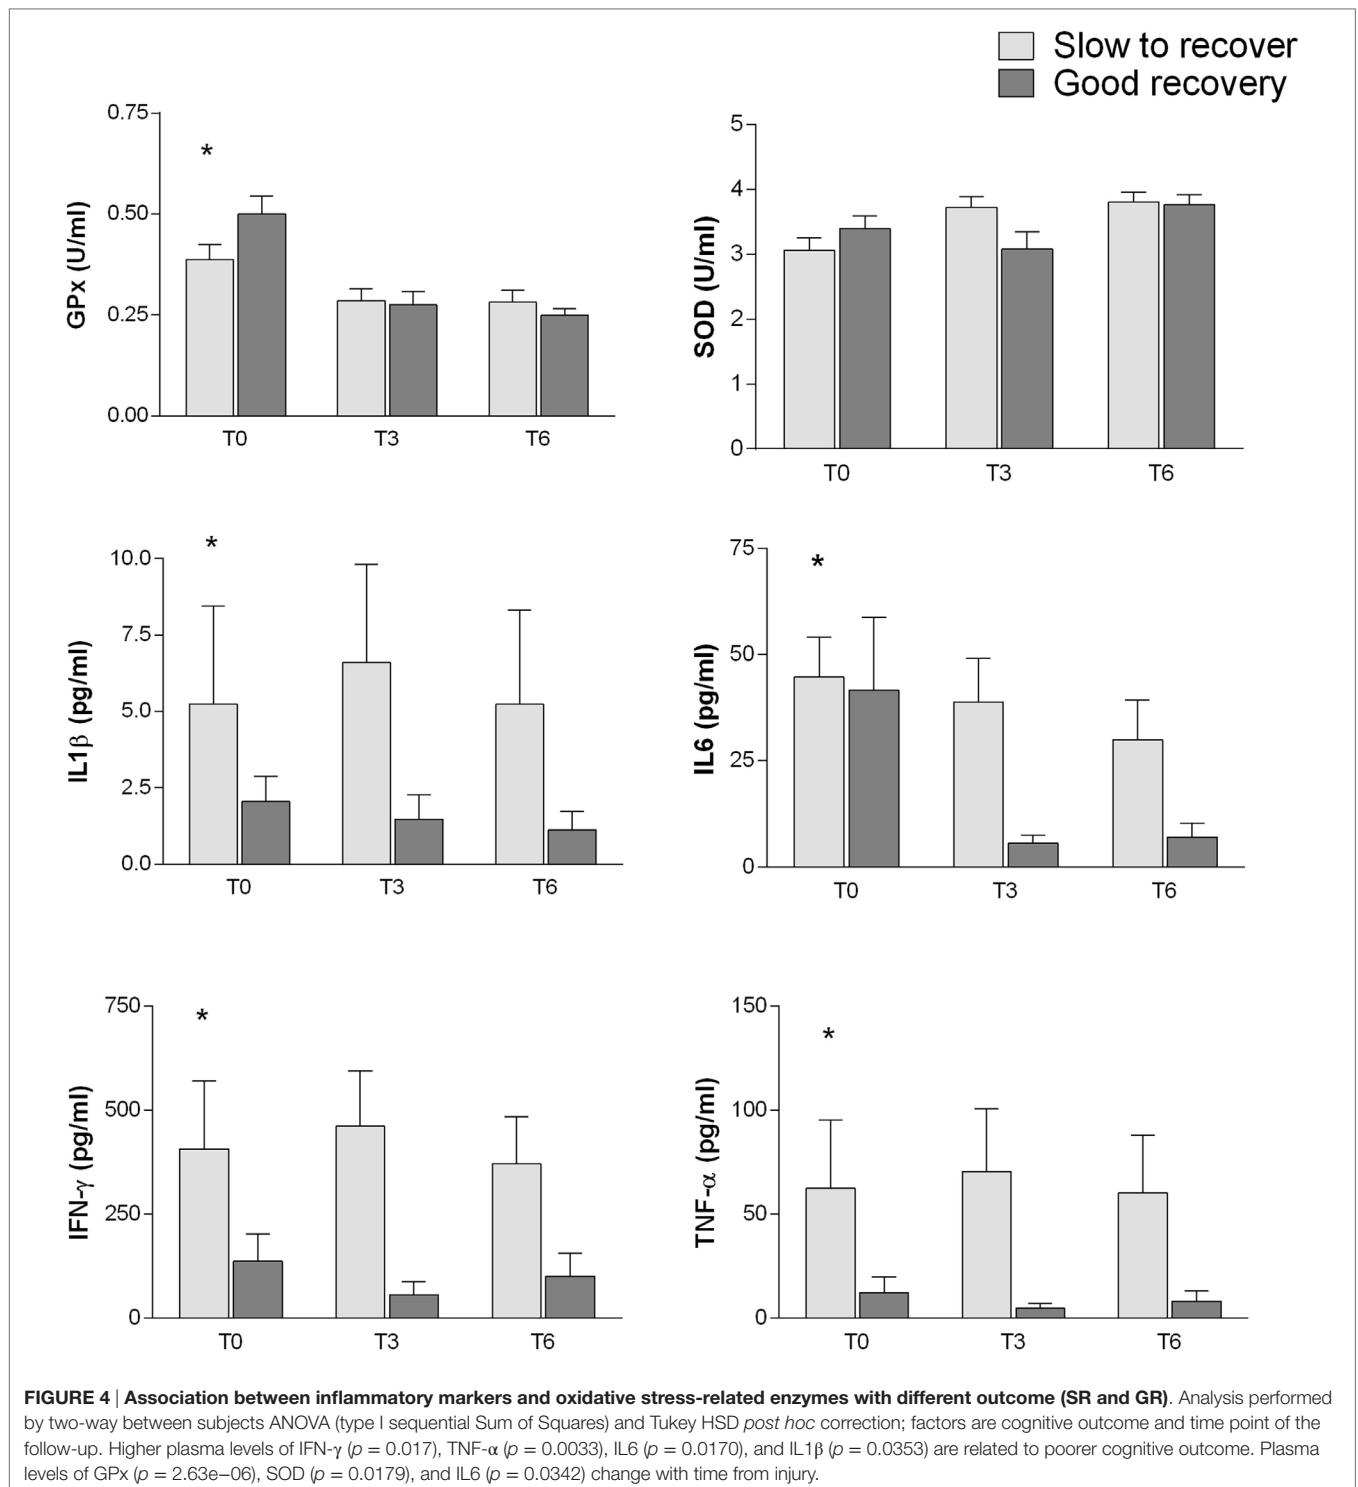 Slow to recover
Good recovery
0.75
0.50
0.25
0.00
GPx (U/ml)
*
T0 T3 T6
5
4
3
2
1
0
SOD (U/ml)
T0 T3 T6
10.0
7.5
5.0
2.5
0.0
IL1β (pg/ml)
*
T0 T3 T6
75
50
25
0
IL6 (pg/ml)
*
T0 T3 T6
750
500
250
0
IFN-γ (pg/ml)
*
T0 T3 T6
150
100
50
0
TNF-α (pg/ml)
*
T0 T3 T6
FIGURE 4 | Association between inflammatory markers and oxidative stress-related enzymes with different outcome (SR and GR). Analysis performed
by two-way between subjects ANOVA (type I sequential Sum of Squares) and Tukey HSD post hoc correction; factors are cognitive outcome and time point of the
follow-up. Higher plasma levels of IFN-γ (p = 0.017), TNF-α (p = 0.0033), IL6 (p = 0.0170), and IL1β (p = 0.0353) are related to poorer cognitive outcome. Plasma
levels of GPx (p = 2.63e−06), SOD (p = 0.0179), and IL6 (p = 0.0342) change with time from injury.